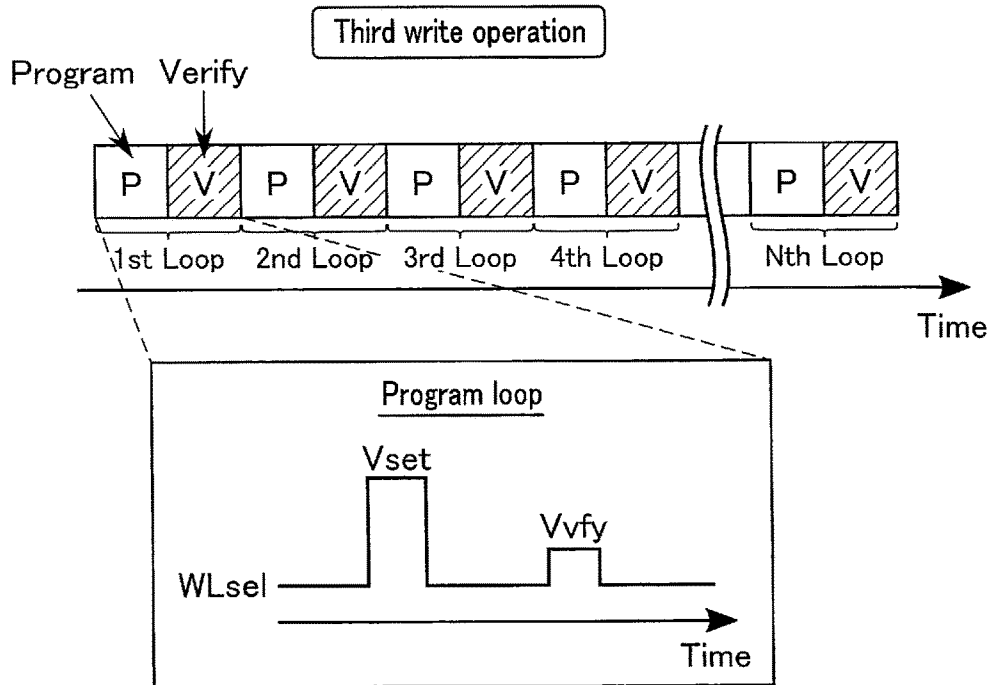 Third write operation
Program Verify
P V P V P V P V P V
1st Loop 2nd Loop 3rd Loop 4th Loop Nth Loop
Time
Program loop
Vset
Vvfy
WLsel
Time